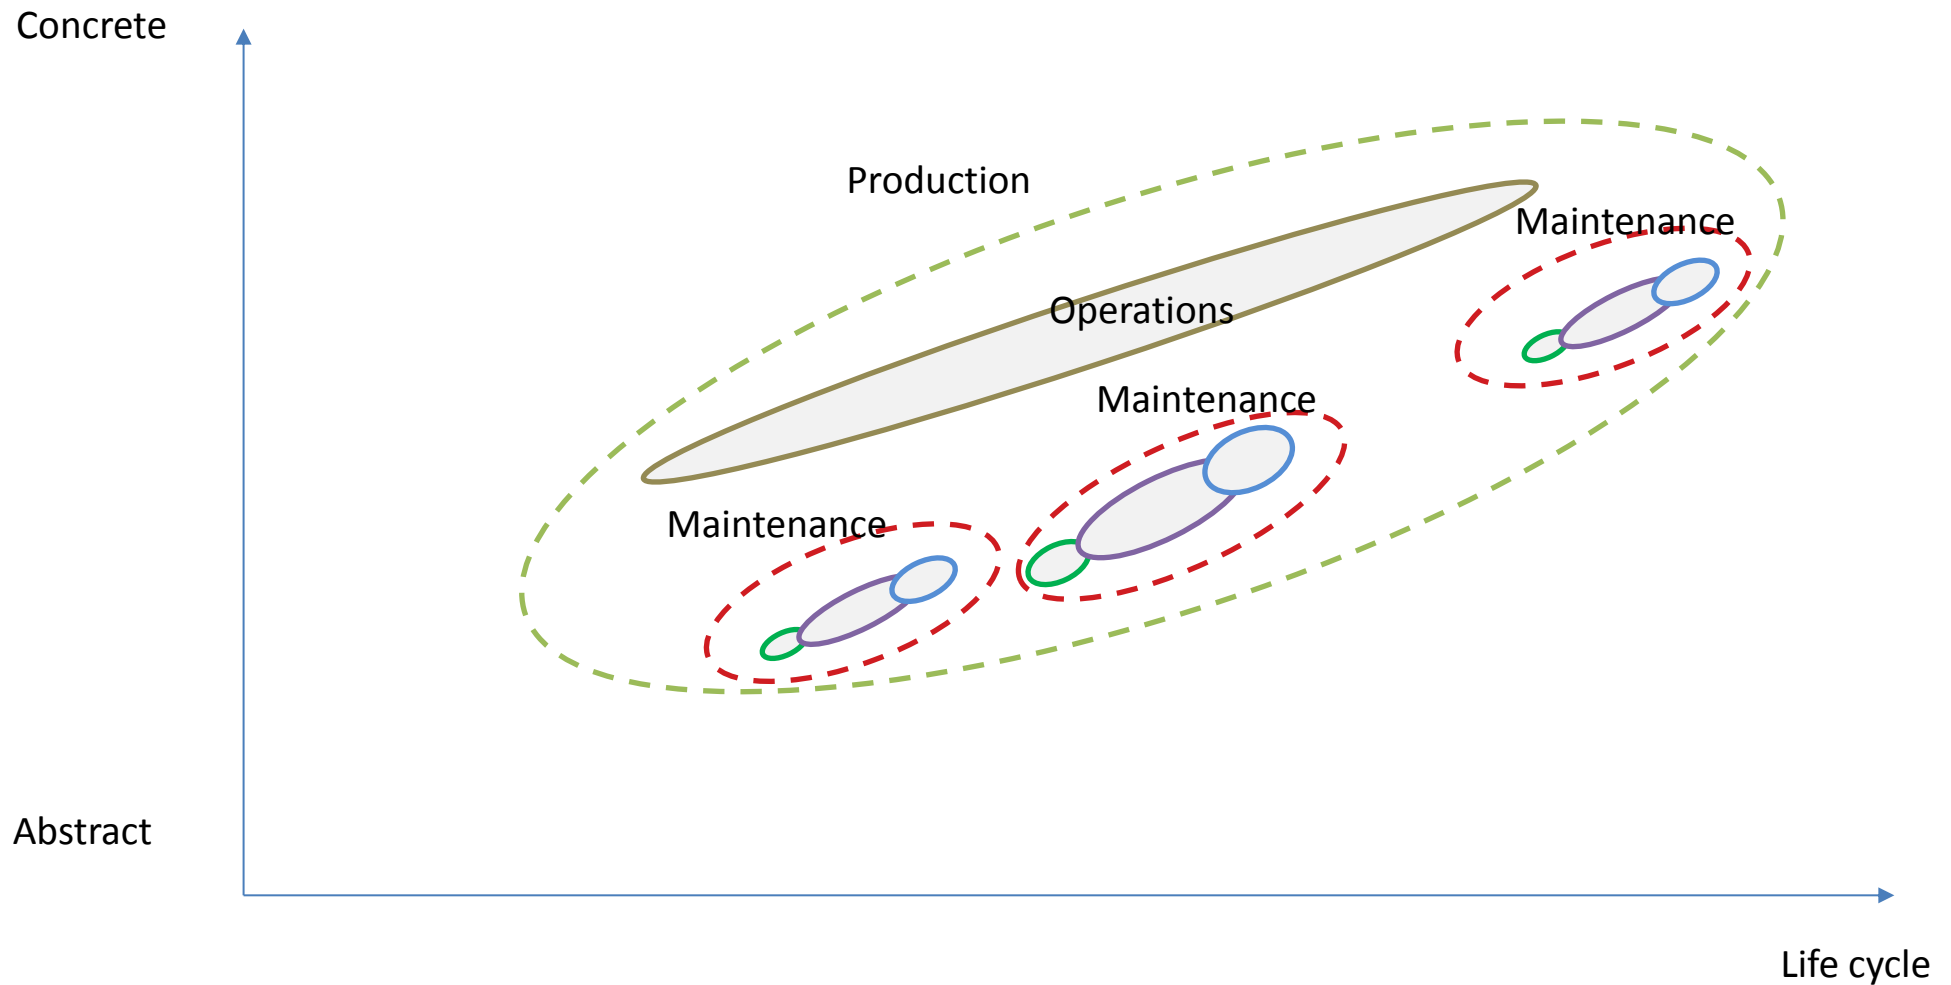 Concrete
Production
Maintenance
Operations
Maintenance
Maintenance
Abstract
Life cycle